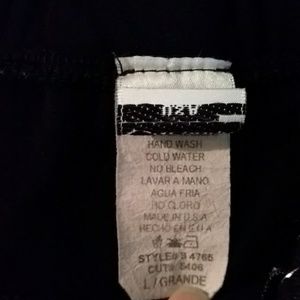 HAND WASH
COLD WATER
NO BLEACH
LAVAR A MANO
AGUA FRIA
NO CLORO
MADE IN U.S.A
HECHO EN E.U.A
STYLE# 4765
CUT#
L / GRANDE